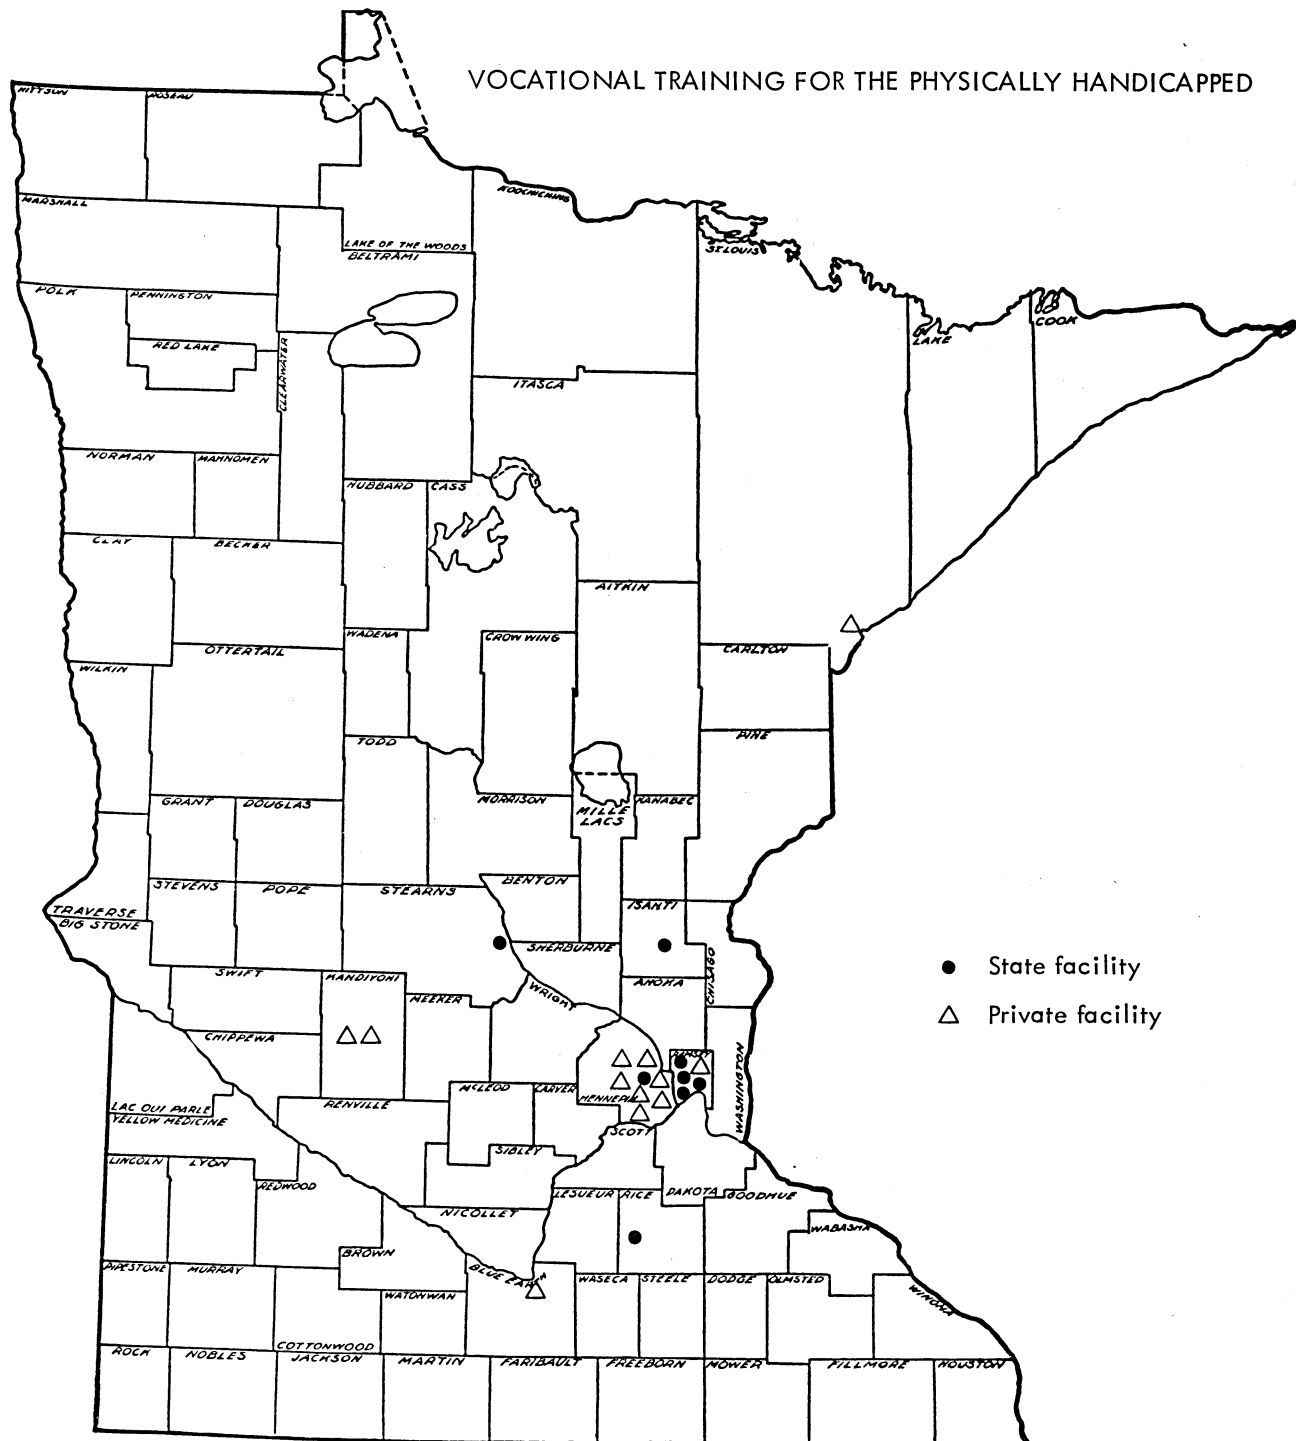 VOCATIONAL TRAINING FOR THE PHYSICALLY HANDICAPPED
KITTSON
ROSEAU
KOOCHICHING
MARSHALL
LAKE OF THE WOODS
BELTRAMI
ST. LOUIS
POLK
PENNINGTON
COOK
LAKE
RED LAKE
CLEARWATER
ITASCA
NORMAN
MAHNOMEN
HUBBARD
CASS
CLAY
BECKER
AITKIN
WADENA
CROW WING
OTTERTAIL
CARLTON
WILKIN
TODD
PINE
GRANT
DOUGLAS
MORRISON
MILLE
LACS
KANABEC
STEVENS
POPE
STEARNS
BENTON
ISANTI
TRAVERSE
BIG STONE
SHERBURNE
CHISAGO
State facility
SWIFT
KANDIYOHI
ANOKA
MEEKER
WRIGHT
Private facility
CHIPPEWA
RAMSEY
WASHINGTON
McLEOD
CARVER
HENNEPIN
LAC QUI PARLE
YELLOW MEDICINE
RENVILLE
SCOTT
SIBLEY
LINCOLN
LYON
REDWOOD
LESUEUR
RICE
DAKOTA
GOODHUE
NICOLLET
WABASHA
BROWN
PIPESTONE
MURRAY
BLUE EARTH
WASECA
STEELE
DODGE
OLMSTED
WINONA
WATONWAN
COTTONWOOD
ROCK
NOBLES
JACKSON
MARTIN
FARIBAULT
FREEBORN
MOWER
FILLMORE
HOUSTON